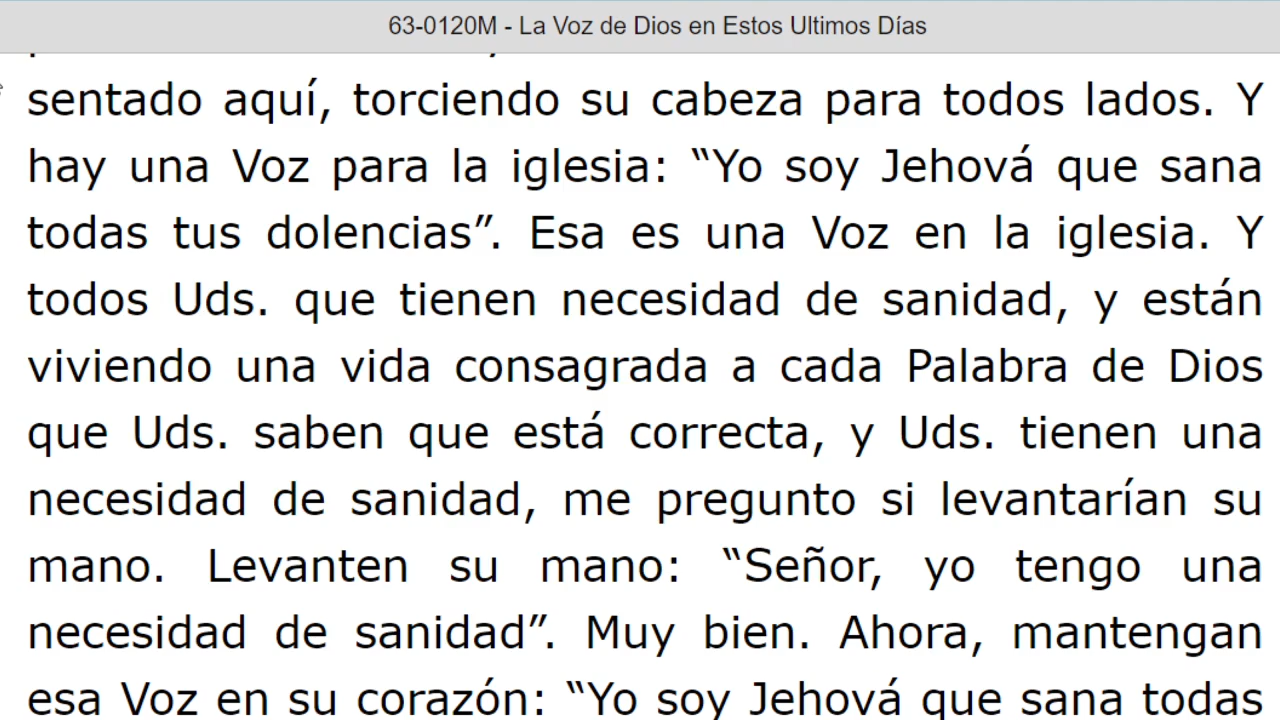 63-0120M - La Voz de Dios en Estos Ultimos Días
sentado aquí, torciendo su cabeza para todos lados. Y
hay una Voz para la iglesia: “Yo soy Jehová que sana
todas tus dolencias”. Esa es una Voz en la iglesia. Y
todos Uds. que tienen necesidad de sanidad, y están
viviendo una vida consagrada a cada Palabra de Dios
que Uds. saben que está correcta, y Uds. tienen una
necesidad de sanidad, me pregunto si levantarían su
mano. Levanten su mano: “Señor, yo tengo una
necesidad de sanidad”. Muy bien. Ahora, mantengan
esa Voz en su corazón: “Yo soy Jehová que sana todas